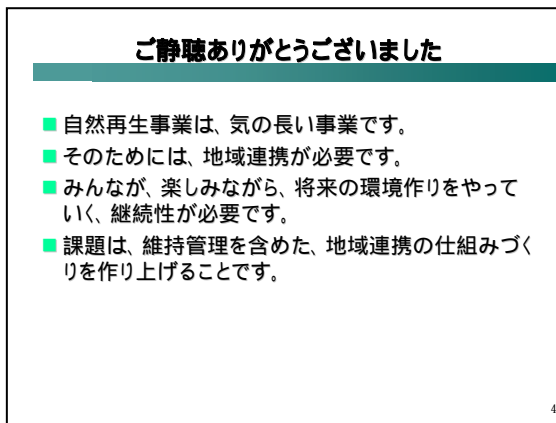 ご静聴ありがとうございました
自然再生事業は、気の長い事業です。
そのためには、地域連携が必要です。
みんなが、楽しみながら、将来の環境作りをやって
いく、継続性が必要です。
課題は、維持管理を含めた、地域連携の仕組みづく
りを作り上げることです。
4